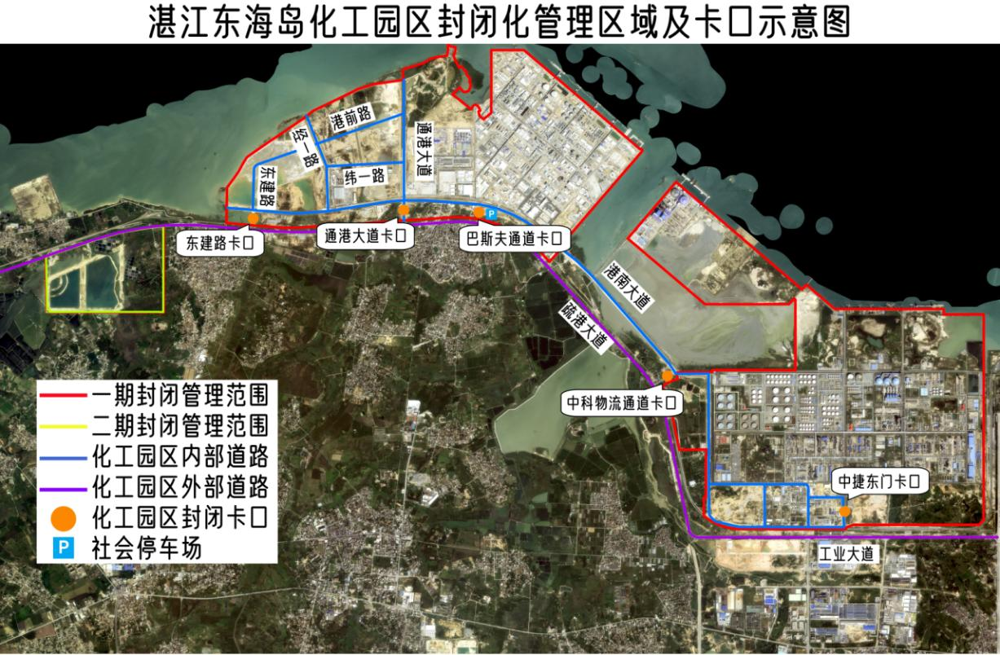 湛江东海岛化工园区封闭化管理区域及卡口示意图
港前路
经一路
通港大道
东建路
纬一路
P
东建路卡口
通港大道卡口
巴斯夫通道卡口
港南大道
疏港大道
一期封闭管理范围
二期封闭管理范围
中科物流通道卡口
化工园区内部道路
化工园区外部道路
中捷东门卡口
化工园区封闭卡口
P 社会停车场
工业大道